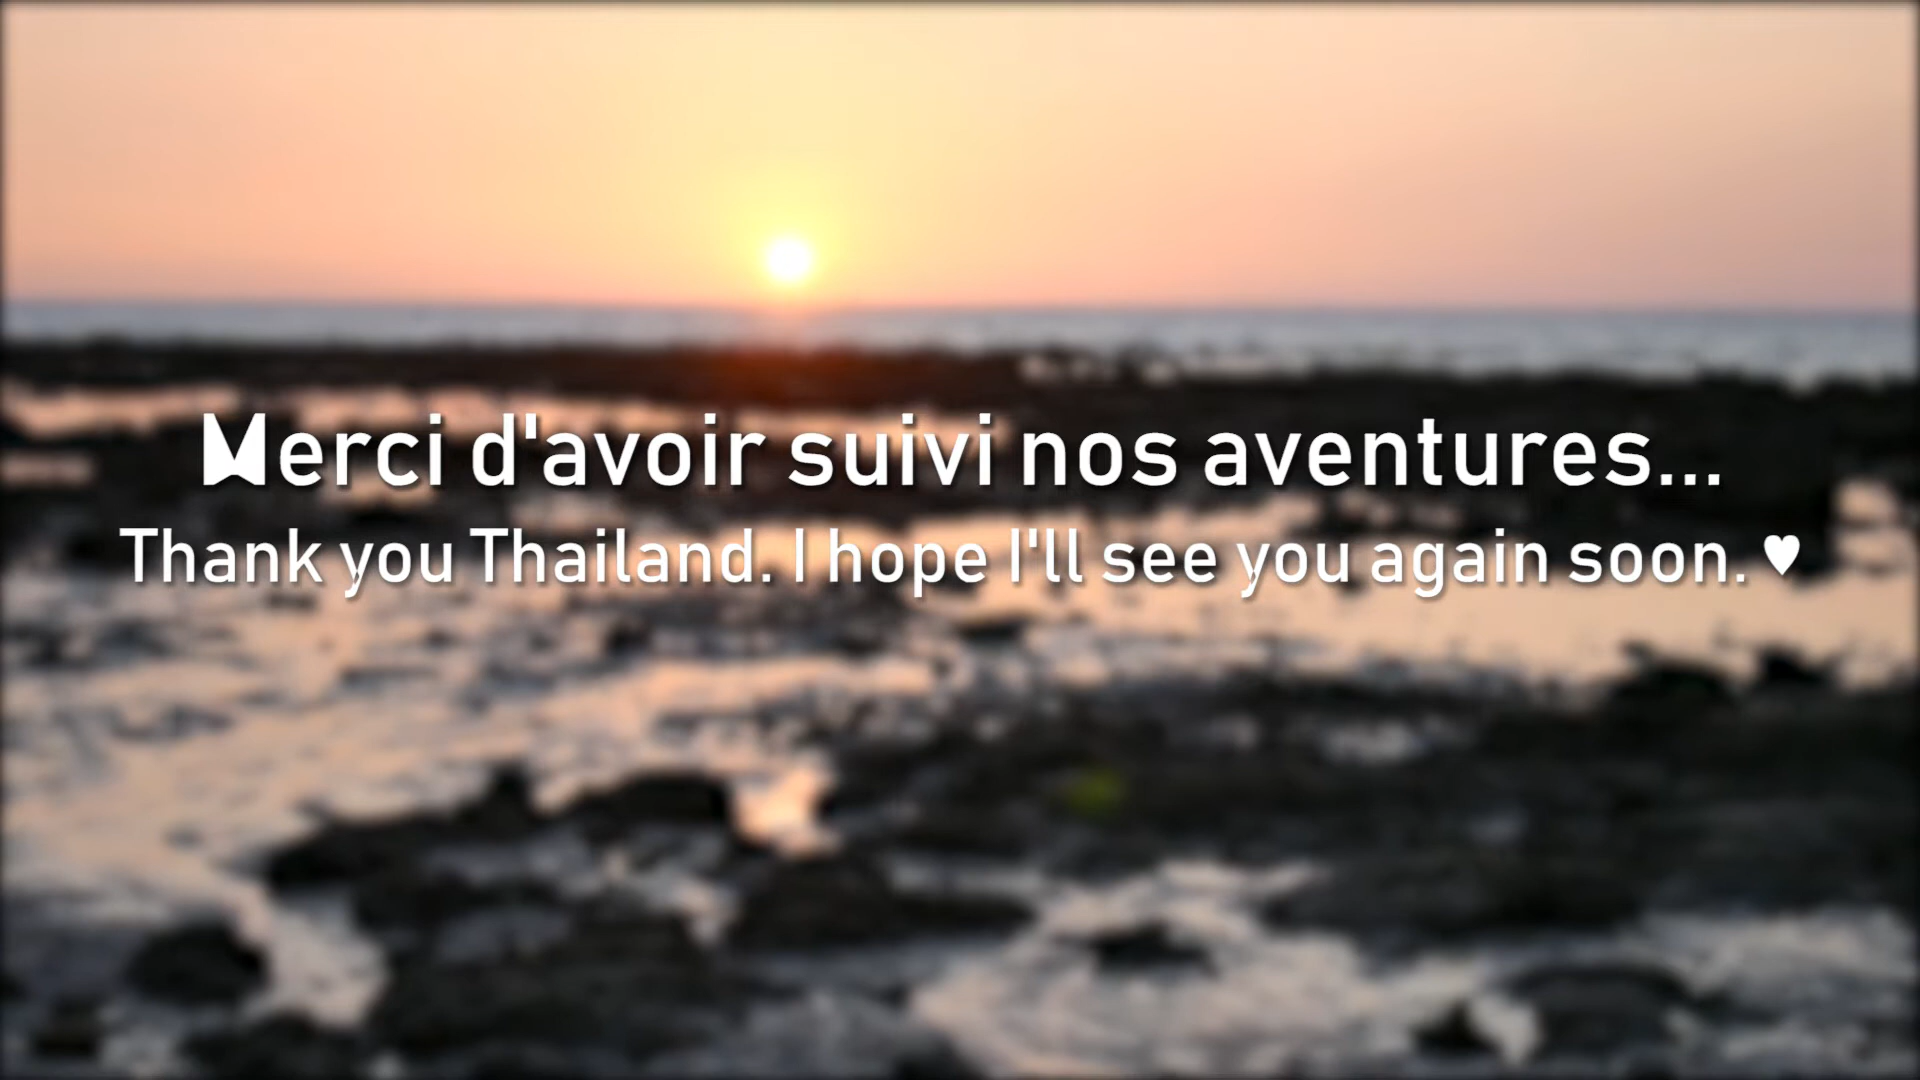 Merci d'avoir suivi nos aventures...
Thank you Thailand. I hope I'll see you again soon. ♥